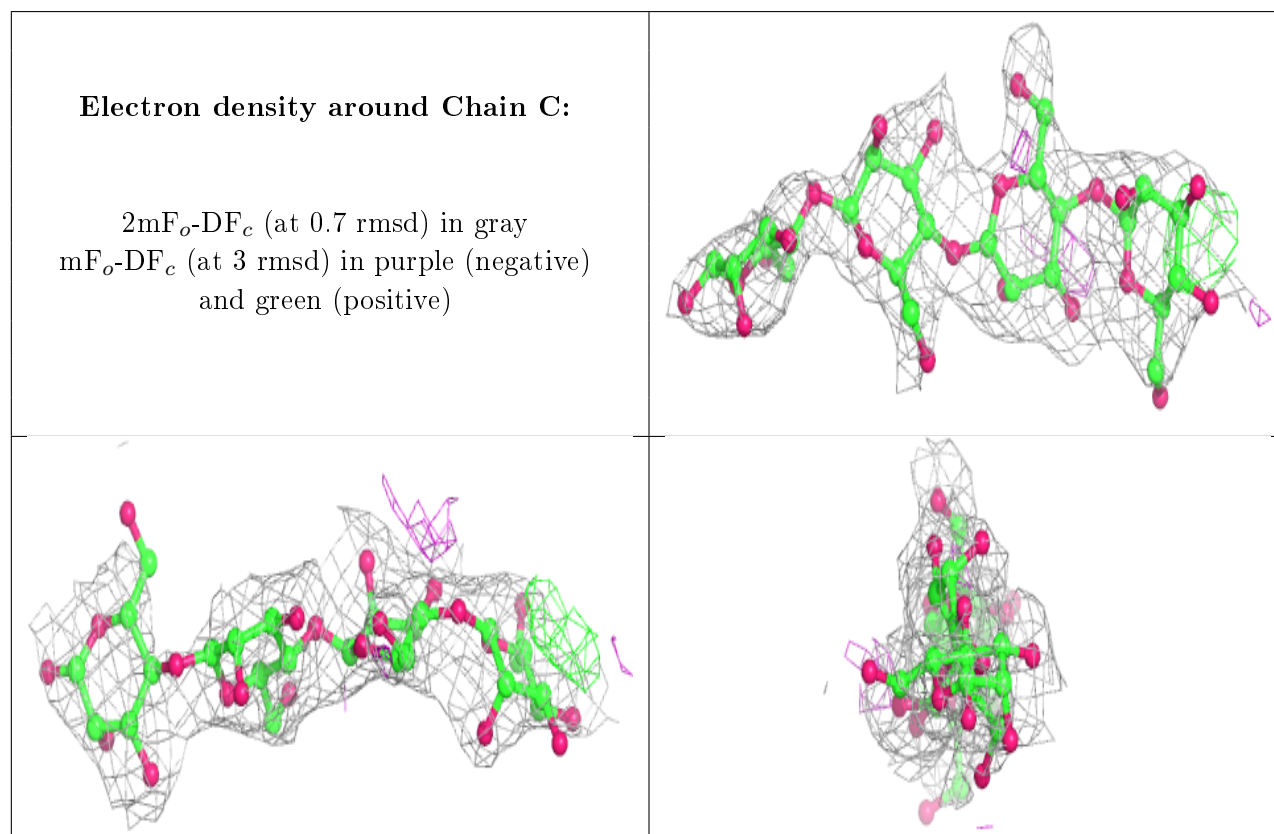 Electron density around Chain C:
2mFo-DFc (at 0.7 rmsd) in gray
mFo-DFc (at 3 rmsd) in purple (negative)
and green (positive)